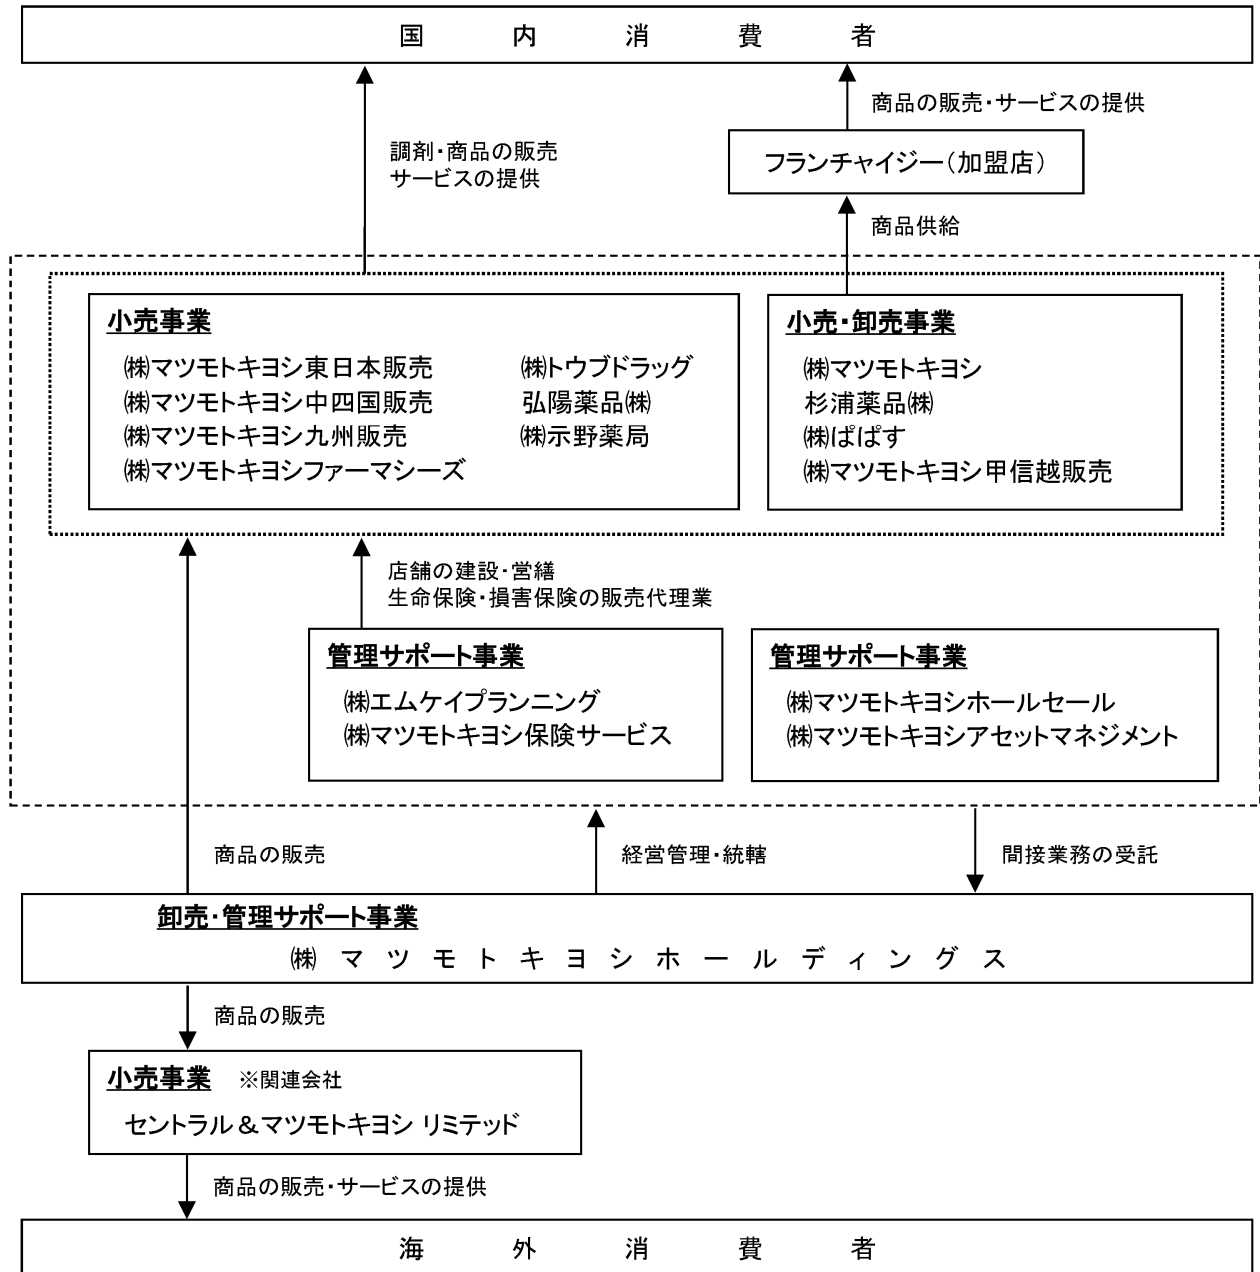 国内消費者
商品の販売・サービスの提供
調剤・商品の販売
サービスの提供
フランチャイジー（加盟店）
商品供給
小売事業
㈱マツモトキヨシ東日本販売
㈱マツモトキヨシ中四国販売
㈱マツモトキヨシ九州販売
㈱マツモトキヨシファーマシーズ
㈱トウブドラッグ
弘陽薬品㈱
㈱示野薬局
小売・卸売事業
㈱マツモトキヨシ
杉浦薬品㈱
㈱ぱぱす
㈱マツモトキヨシ甲信越販売
店舗の建設・営繕
生命保険・損害保険の販売代理業
管理サポート事業
㈱エムケイプランニング
㈱マツモトキヨシ保険サービス
管理サポート事業
㈱マツモトキヨシホールセール
㈱マツモトキヨシアセットマネジメント
商品の販売
経営管理・統轄
間接業務の受託
卸売・管理サポート事業
㈱マツモトキヨシホールディングス
商品の販売
小売事業 ※関連会社
セントラル＆マツモトキヨシ リミテッド
商品の販売・サービスの提供
海外消費者